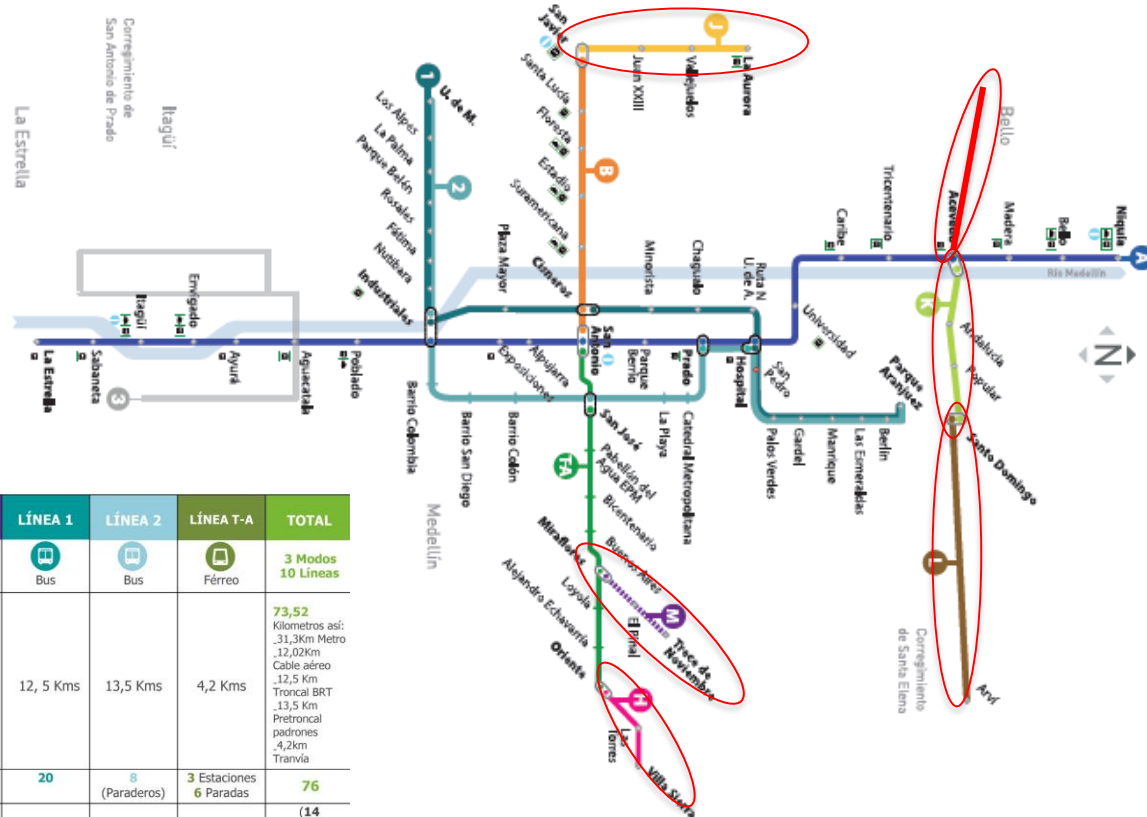 San
Javier
J
Juan XXIII
Vallejuelos
La Aurora
Corregimiento de
San Antonio de Prado
Itagüí
La Estrella
Bello
1
U. de M.
Los Alpes
La Palma
Parque Belén
Rosales
Fátima
Nutibara
Industriales
2
Santa Lucía
Floresta
Estadio
Suramericana
Cisneros
B
Plaza Mayor
Minorista
Chagualo
Ruta N
U. de A.
Caribe
Tricentenario
Acevedo
Madera
Bello
Niquía
A
Río Medellín
N
K
Andalucía
Popular
Santo Domingo
Universidad
Parque
Aranjuez
San
Pedro
Hospital
Prado
Parque
Berrío
San
Antonio
Alpujarra
Exposiciones
Poblado
Aguacatala
Ayurá
Envigado
Itagüí
Sabaneta
La Estrella
3
Barrio Colombia
Barrio San Diego
Barrio Colón
San José
La Playa
Catedral Metropolitana
Palos Verdes
Gardel
Manrique
Las Esmeraldas
Berlín
Medellín
T-A
Pabellón del
Agua EPM
Bicentenario
Buenos Aires
Miraflores
Loyola
Alejandro Echavarría
Oriente
M
El Pinal
Trece de
Noviembre
H
Las
Torres
Villa Sierra
L
Corregimiento
de Santa Elena
Arví
LÍNEA 1 LÍNEA 2 LÍNEA T-A TOTAL
Bus Bus Férreo 3 Modos
10 Líneas
12, 5 Kms 13,5 Kms 4,2 Kms 73,52
Kilometros así:
_31,3Km Metro
_12,02Km
Cable aéreo
_12,5 Km
Troncal BRT
_13,5 Km
Pretroncal
padrones
_4,2km
Tranvía
20 8
(Paraderos) 3 Estaciones
6 Paradas 76
(14